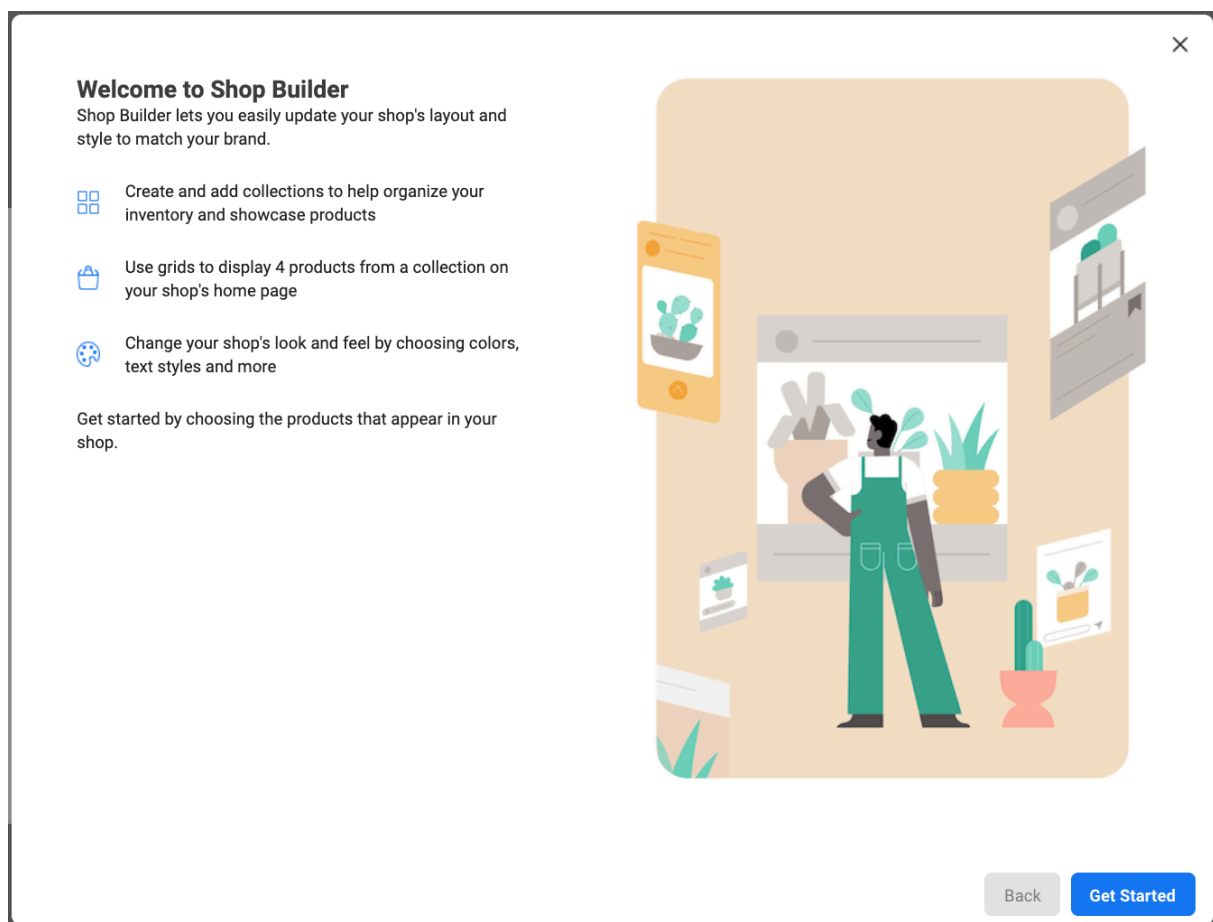 Welcome to Shop Builder
Shop Builder lets you easily update your shop's layout and
style to match your brand.
Create and add collections to help organize your
inventory and showcase products
Use grids to display 4 products from a collection on
your shop's home page
Change your shop's look and feel by choosing colors,
text styles and more
Get started by choosing the products that appear in your
shop.
Back
Get Started